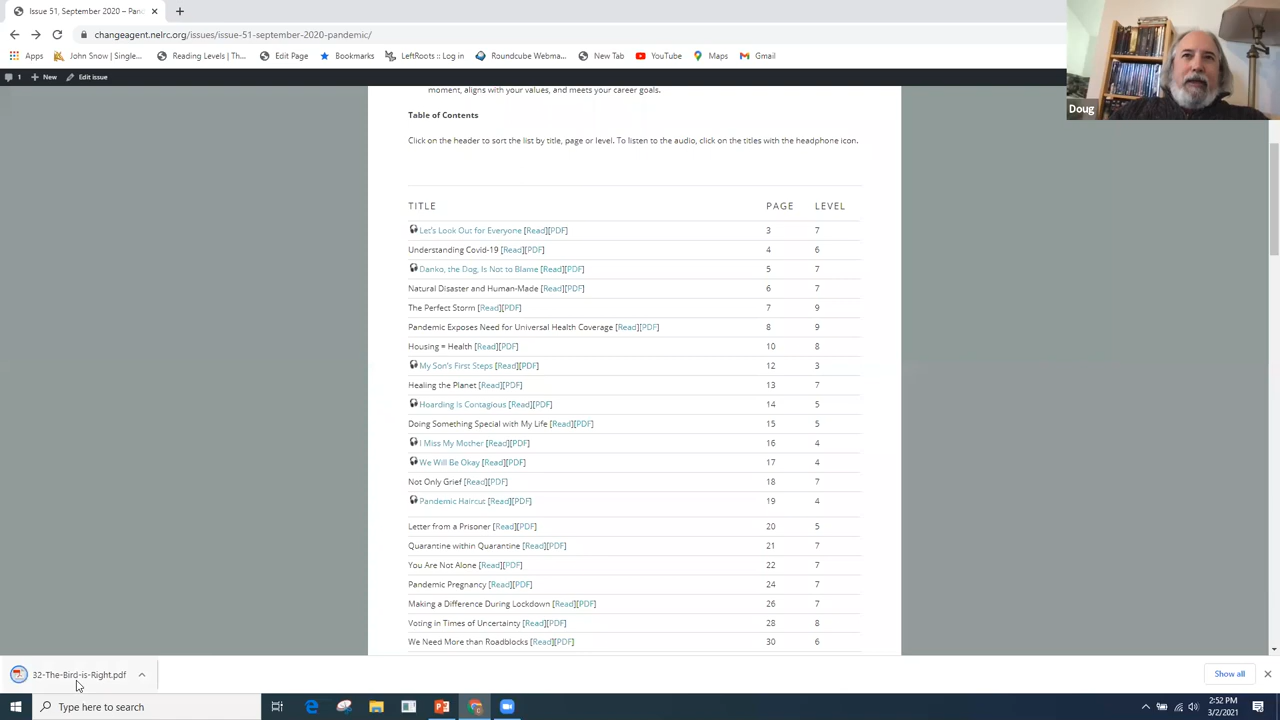 Issue 51, September 2020 – Pand
changeagent.nelrc.org/issues/issue-51-september-2020-pandemic/
Apps John Snow | Single... Reading Levels | Th... Edit Page Bookmarks LeftRoots :: Log in Roundcube Webma... New Tab YouTube Maps Gmail
1 New Edit issue
Doug
moment, aligns with your values, and meets your career goals.
Table of Contents
Click on the header to sort the list by title, page or level. To listen to the audio, click on the titles with the headphone icon.
TITLE PAGE LEVEL
Let's Look Out for Everyone [Read][PDF] 3 7
Understanding Covid-19 [Read][PDF] 4 6
Danko, the Dog, Is Not to Blame [Read][PDF] 5 7
Natural Disaster and Human-Made [Read][PDF] 6 7
The Perfect Storm [Read][PDF] 7 9
Pandemic Exposes Need for Universal Health Coverage [Read][PDF] 8 9
Housing = Health [Read][PDF] 10 8
My Son's First Steps [Read][PDF] 12 3
Healing the Planet [Read][PDF] 13 7
Hoarding is Contagious [Read][PDF] 14 5
Doing Something Special with My Life [Read][PDF] 15 5
I Miss My Mother [Read][PDF] 16 4
We Will Be Okay [Read][PDF] 17 4
Not Only Grief [Read][PDF] 18 7
Pandemic Haircut [Read][PDF] 19 4
Letter from a Prisoner [Read][PDF] 20 5
Quarantine within Quarantine [Read][PDF] 21 7
You Are Not Alone [Read][PDF] 22 7
Pandemic Pregnancy [Read][PDF] 24 7
Making a Difference During Lockdown [Read][PDF] 26 7
Voting in Times of Uncertainty [Read][PDF] 28 8
We Need More than Roadblocks [Read][PDF] 30 6
32-The-Bird-is-Right.pdf Show all
Type here to search
2:52 PM
3/2/2021